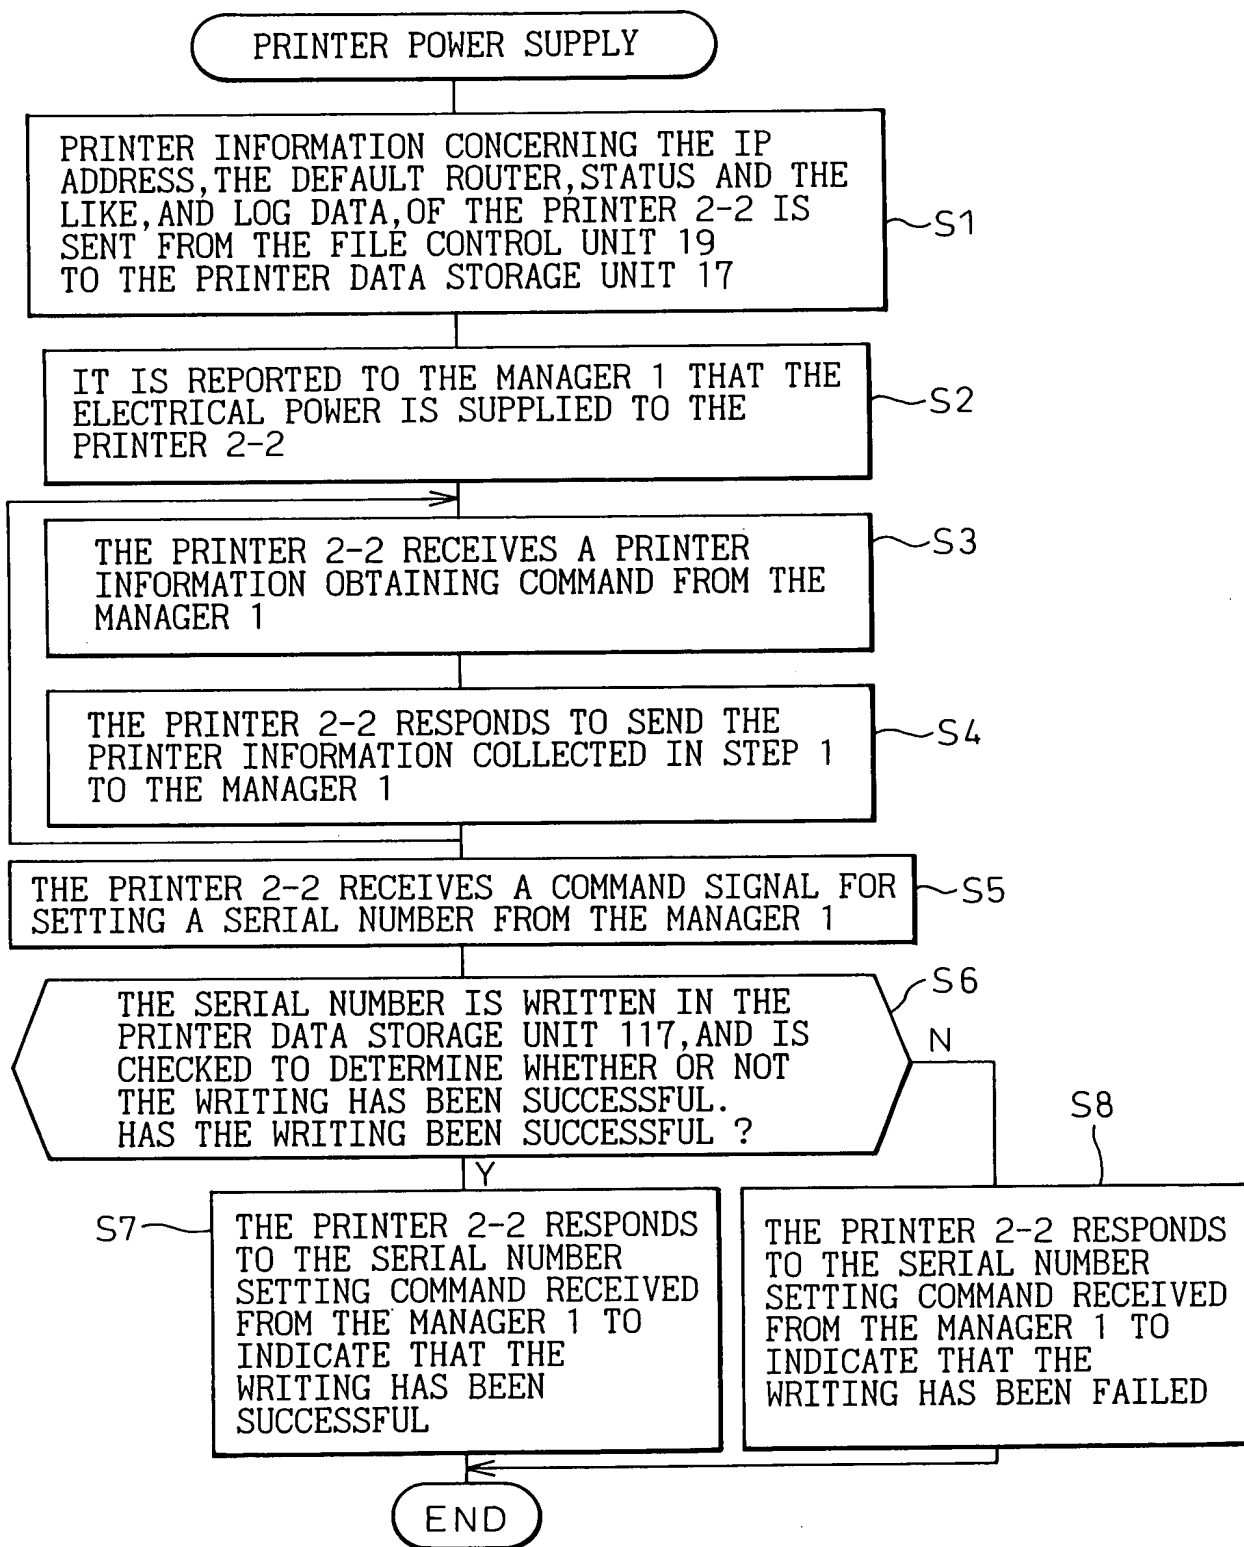 PRINTER POWER SUPPLY
PRINTER INFORMATION CONCERNING THE IP
ADDRESS,THE DEFAULT ROUTER,STATUS AND THE
LIKE,AND LOG DATA,OF THE PRINTER 2-2 IS
SENT FROM THE FILE CONTROL UNIT 19
TO THE PRINTER DATA STORAGE UNIT 17
S1
IT IS REPORTED TO THE MANAGER 1 THAT THE
ELECTRICAL POWER IS SUPPLIED TO THE
PRINTER 2-2
S2
THE PRINTER 2-2 RECEIVES A PRINTER
INFORMATION OBTAINING COMMAND FROM THE
MANAGER 1
S3
THE PRINTER 2-2 RESPONDS TO SEND THE
PRINTER INFORMATION COLLECTED IN STEP 1
TO THE MANAGER 1
S4
THE PRINTER 2-2 RECEIVES A COMMAND SIGNAL FOR
SETTING A SERIAL NUMBER FROM THE MANAGER 1
S5
THE SERIAL NUMBER IS WRITTEN IN THE
PRINTER DATA STORAGE UNIT 117,AND IS
CHECKED TO DETERMINE WHETHER OR NOT
THE WRITING HAS BEEN SUCCESSFUL.
HAS THE WRITING BEEN SUCCESSFUL ?
S6
N
Y
S7
THE PRINTER 2-2 RESPONDS
TO THE SERIAL NUMBER
SETTING COMMAND RECEIVED
FROM THE MANAGER 1 TO
INDICATE THAT THE
WRITING HAS BEEN
SUCCESSFUL
S8
THE PRINTER 2-2 RESPONDS
TO THE SERIAL NUMBER
SETTING COMMAND RECEIVED
FROM THE MANAGER 1 TO
INDICATE THAT THE
WRITING HAS BEEN FAILED
END